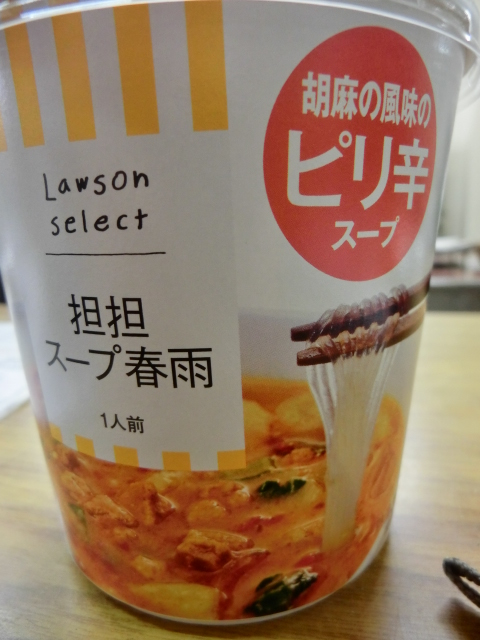 胡麻の風味の
ピリ辛
スープ
Lawson
select
担担
スープ春雨
1人前